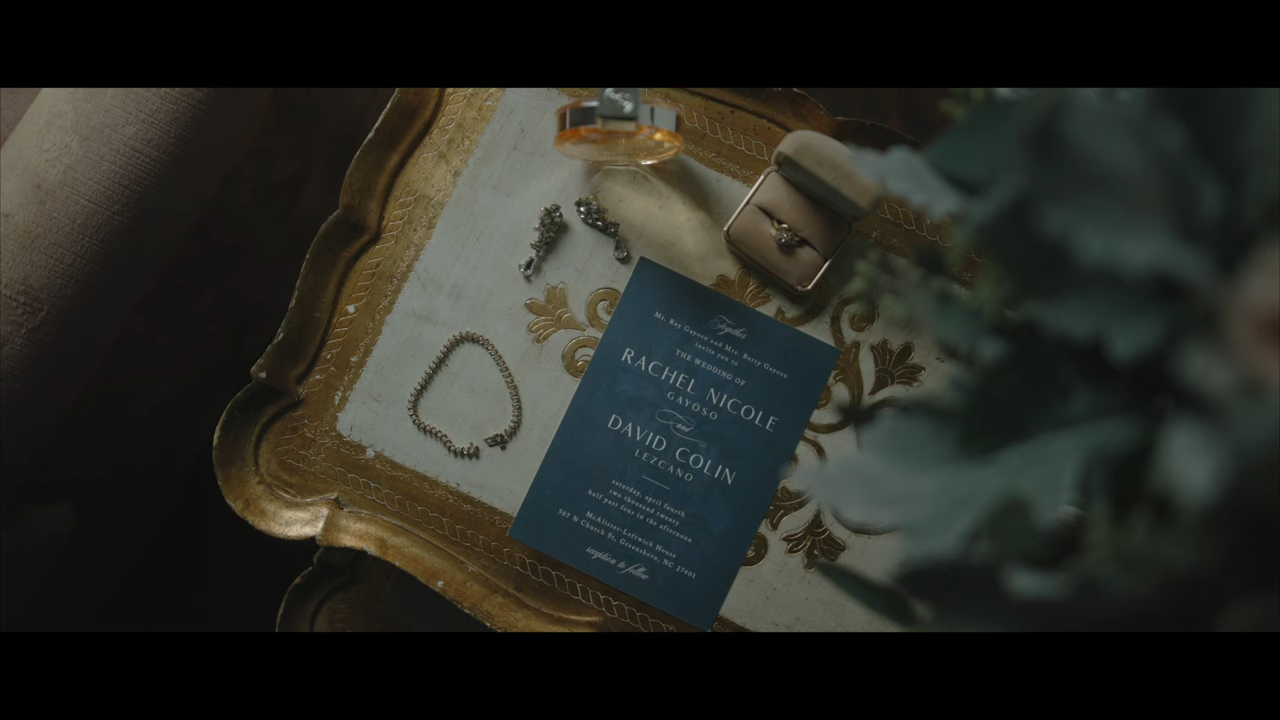 Together
Mr. Roy Gayoso and Mrs. Barry Gayoso
invite you to
THE WEDDING OF
RACHEL NICOLE
GAYOSO
and
DAVID COLIN
LEZCANO
saturday, april fourth
two thousand twenty
half past four in the afternoon
McAlister-Leftwich House
507 N Church St, Greensboro, NC 27401
reception to follow